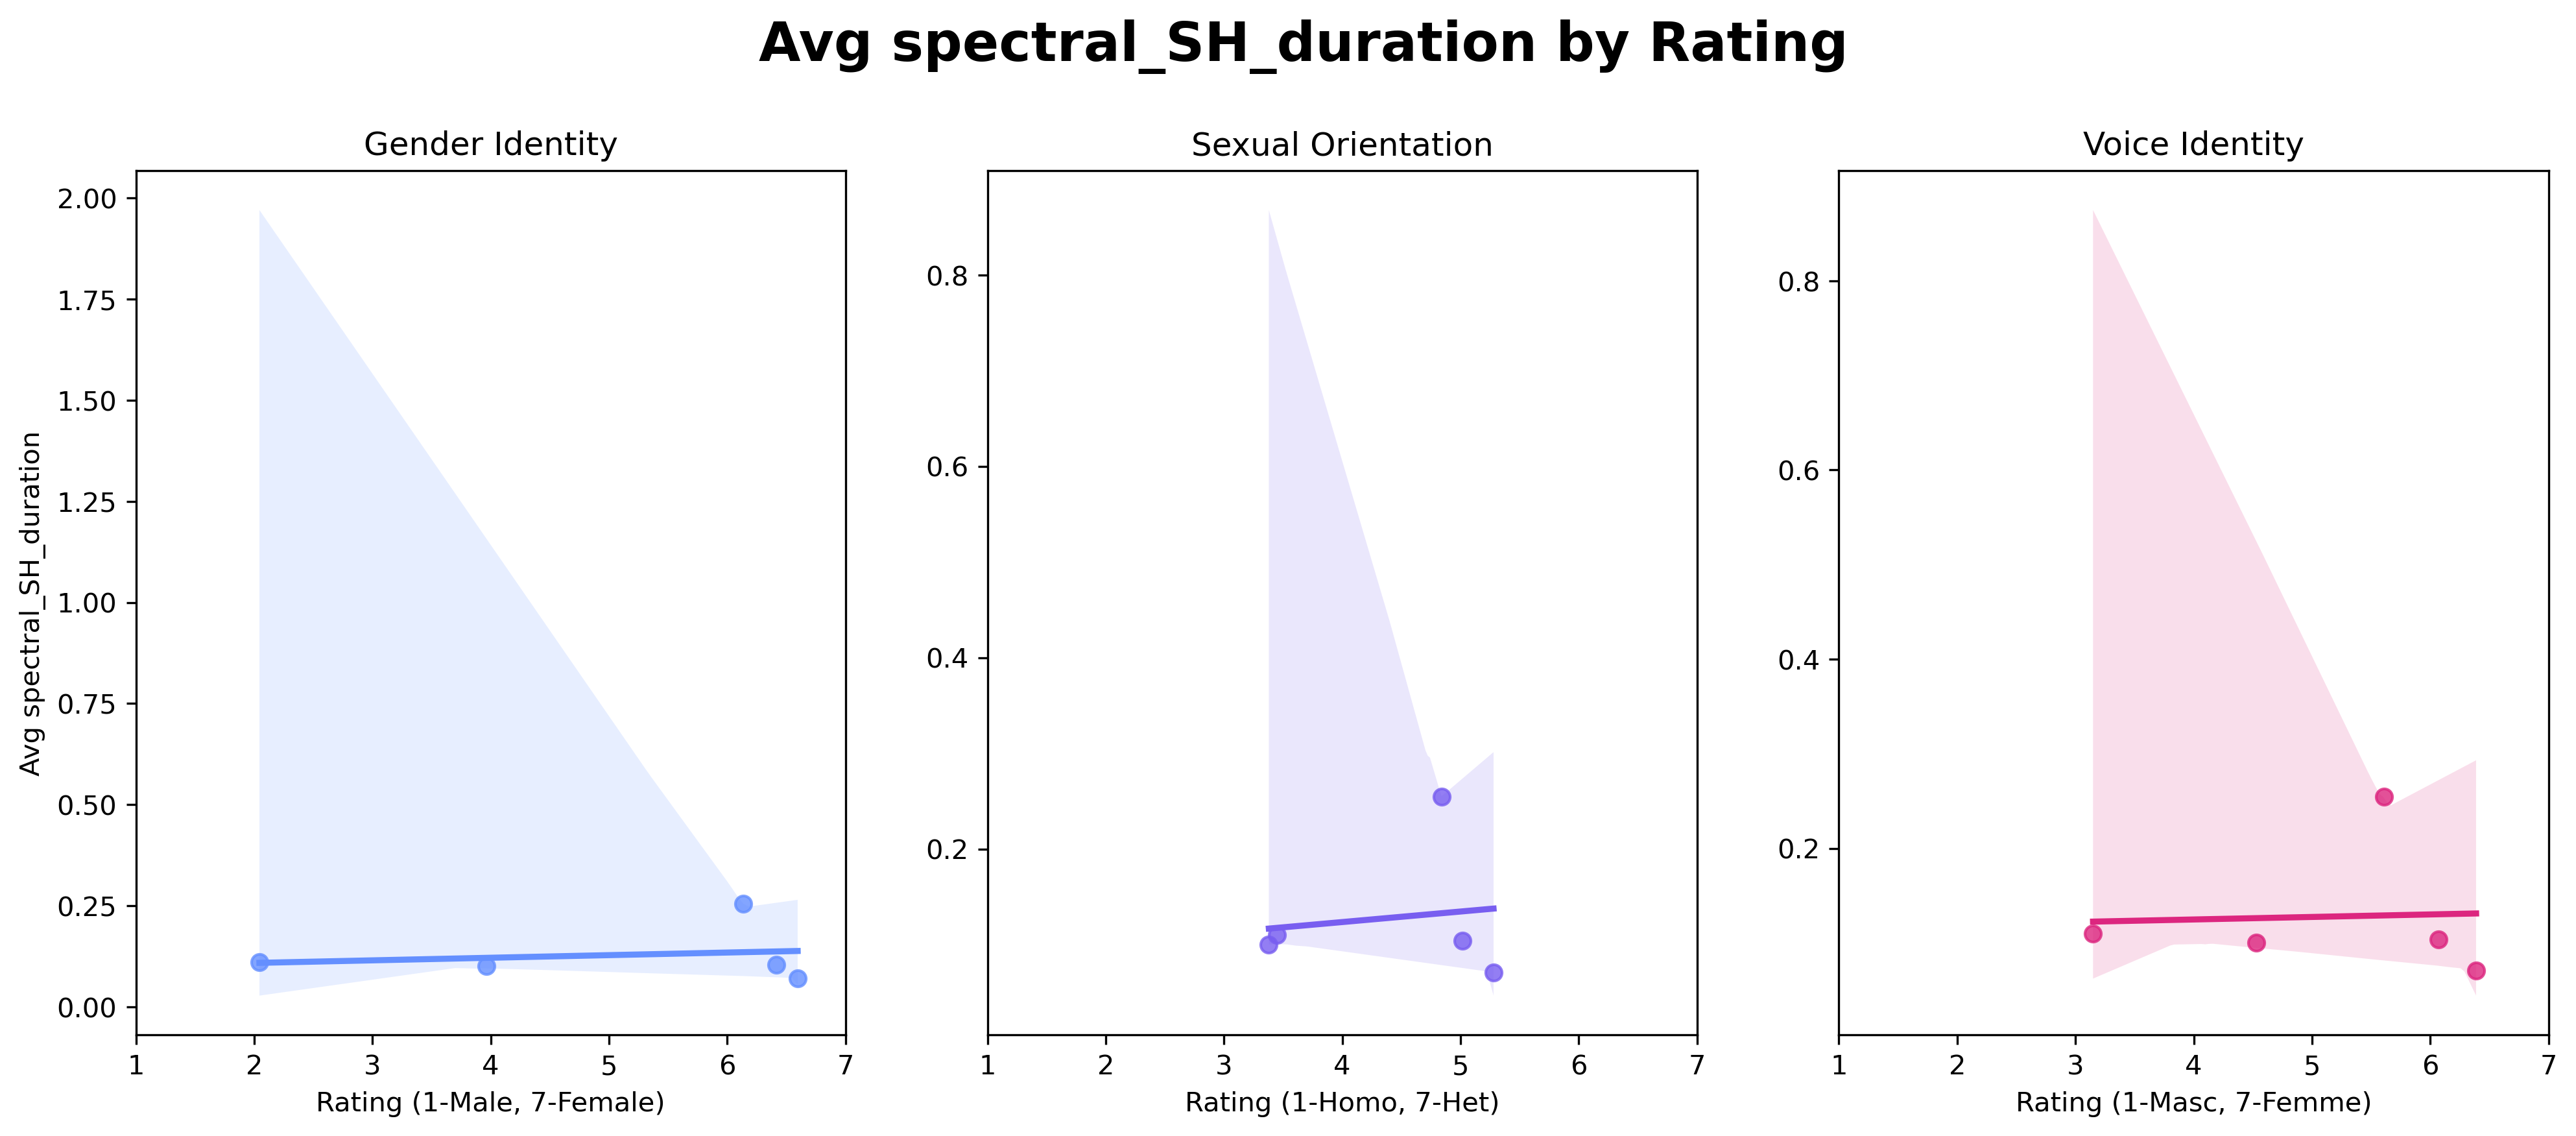 Avg spectral_SH_duration by Rating
Gender Identity
Avg spectral_SH_duration
2.00
1.75
1.50
1.25
1.00
0.75
0.50
0.25
0.00
1 2 3 4 5 6 7
Rating (1-Male, 7-Female)
Sexual Orientation
0.8
0.6
0.4
0.2
1 2 3 4 5 6 7
Rating (1-Homo, 7-Het)
Voice Identity
0.8
0.6
0.4
0.2
1 2 3 4 5 6 7
Rating (1-Masc, 7-Femme)